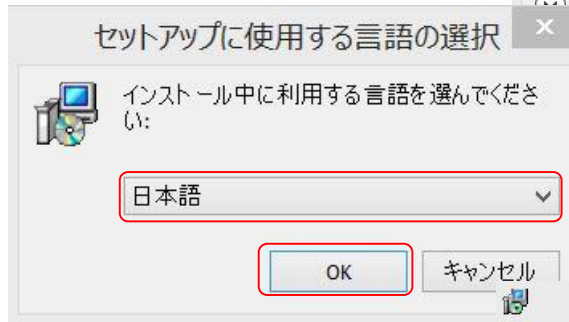 セットアップに使用する言語の選択
インストール中に利用する言語を選んでくださ
い:
日本語
OK キャンセル